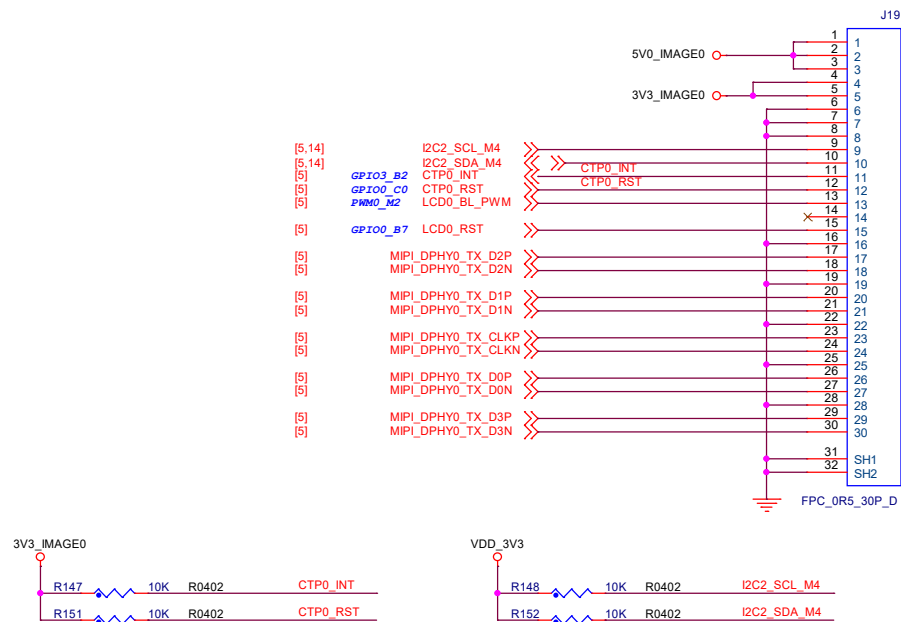 J19
1 1
5V0_IMAGE0 2 2
3 3
4 4
3V3_IMAGE0 5 5
6 6
7 7
8 8
[5,14] I2C2_SCL_M4 9 9
[5,14] I2C2_SDA_M4 10 10
[5] GPIO3_B2 CTP0_INT CTP0_INT 11 11
[5] GPIO0_C0 CTP0_RST CTP0_RST 12 12
[5] PWM0_M2 LCD0_BL_PWM 13 13
14 14
[5] GPIO0_B7 LCD0_RST 15 15
16 16
[5] MIPI_DPHY0_TX_D2P 17 17
[5] MIPI_DPHY0_TX_D2N 18 18
19 19
[5] MIPI_DPHY0_TX_D1P 20 20
[5] MIPI_DPHY0_TX_D1N 21 21
22 22
[5] MIPI_DPHY0_TX_CLKP 23 23
[5] MIPI_DPHY0_TX_CLKN 24 24
25 25
[5] MIPI_DPHY0_TX_D0P 26 26
[5] MIPI_DPHY0_TX_D0N 27 27
28 28
[5] MIPI_DPHY0_TX_D3P 29 29
[5] MIPI_DPHY0_TX_D3N 30 30
31 SH1
32 SH2
FPC_0R5_30P_D
3V3_IMAGE0 VDD_3V3
R147 10K R0402 CTP0_INT R148 10K R0402 I2C2_SCL_M4
R151 10K R0402 CTP0_RST R152 10K R0402 I2C2_SDA_M4